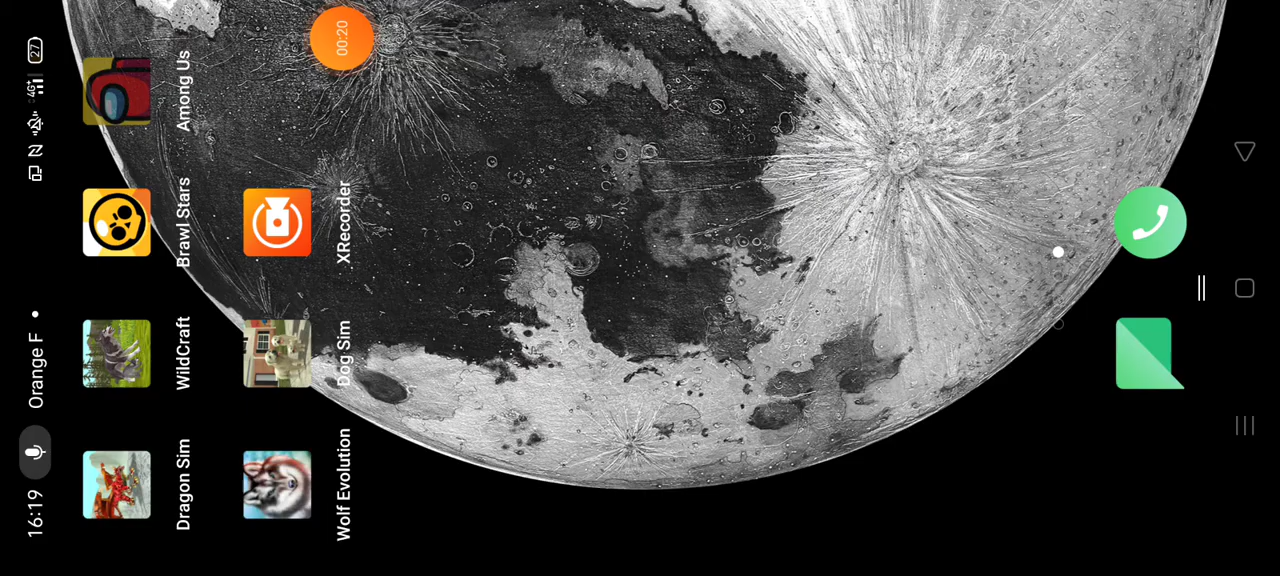 16:19 Orange F 4G+ 27
Dragon Sim WildCraft Brawl Stars Among Us
Wolf Evolution Dog Sim XRecorder
00:20